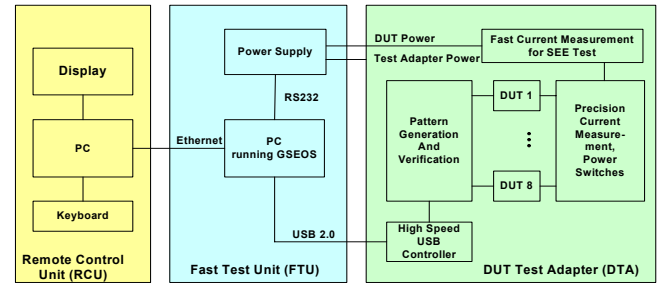 Display
PC
Keyboard
Remote Control
Unit (RCU)
Ethernet
Power Supply
RS232
PC
running GSEOS
USB 2.0
Fast Test Unit (FTU)
DUT Power
Test Adapter Power
Fast Current Measurement
for SEE Test
Pattern
Generation
And
Verification
DUT 1
DUT 8
Precision
Current
Measure-
ment,
Power
Switches
High Speed
USB
Controller
DUT Test Adapter (DTA)